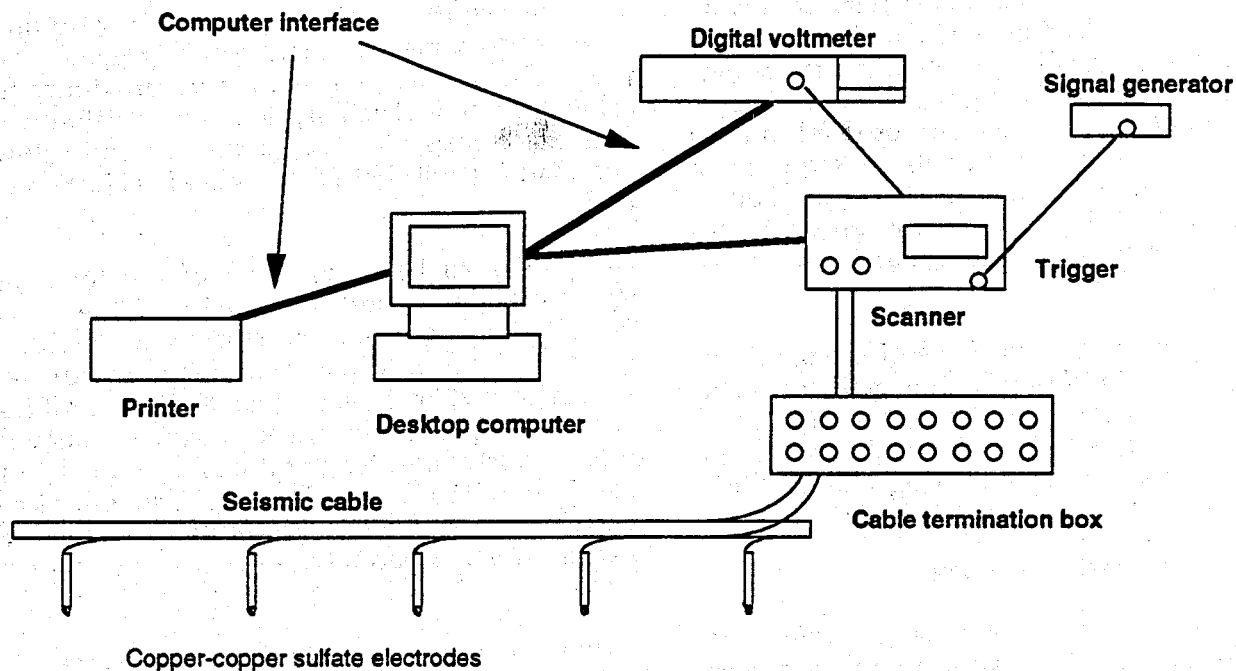 Computer interface
Digital voltmeter
Signal generator
Trigger
Scanner
Printer
Desktop computer
Seismic cable
Cable termination box
Copper-copper sulfate electrodes